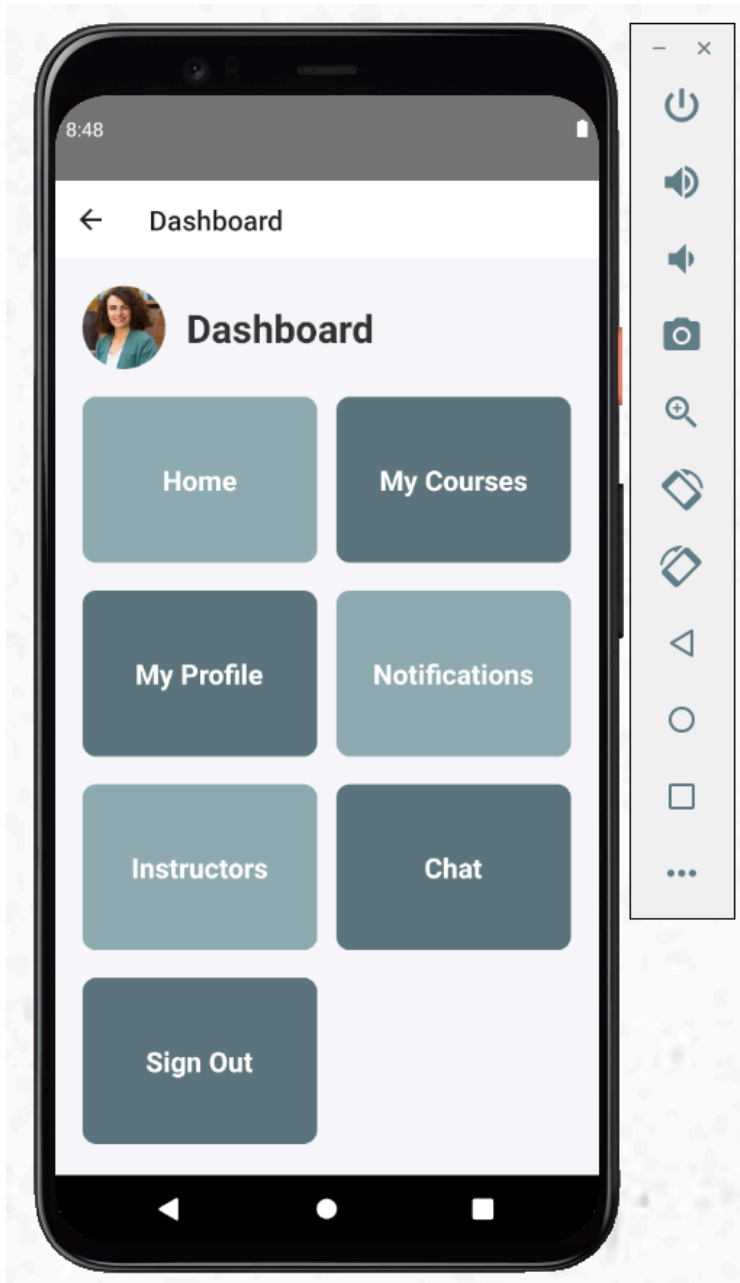 8:48
Dashboard
Dashboard
Home
My Courses
My Profile
Notifications
Instructors
Chat
Sign Out